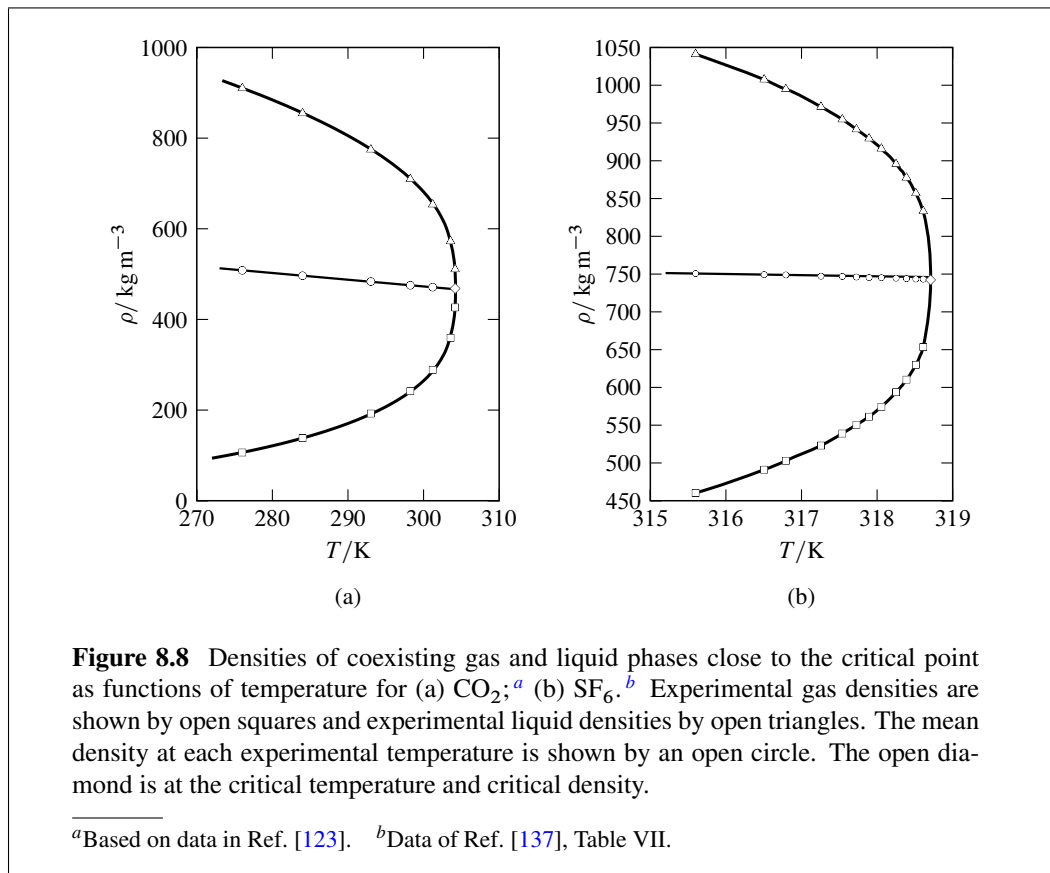 1000
800
600
400
200
0
270
280
290
300
310
ρ/ kg m−3
T/K
(a)
1050
1000
950
900
850
800
750
700
650
600
550
500
450
315
316
317
318
319
ρ/ kg m−3
T/K
(b)
Figure 8.8 Densities of coexisting gas and liquid phases close to the critical point
as functions of temperature for (a) CO2; a (b) SF6. b Experimental gas densities are
shown by open squares and experimental liquid densities by open triangles. The mean
density at each experimental temperature is shown by an open circle. The open dia-
mond is at the critical temperature and critical density.
aBased on data in Ref. [123]. bData of Ref. [137], Table VII.